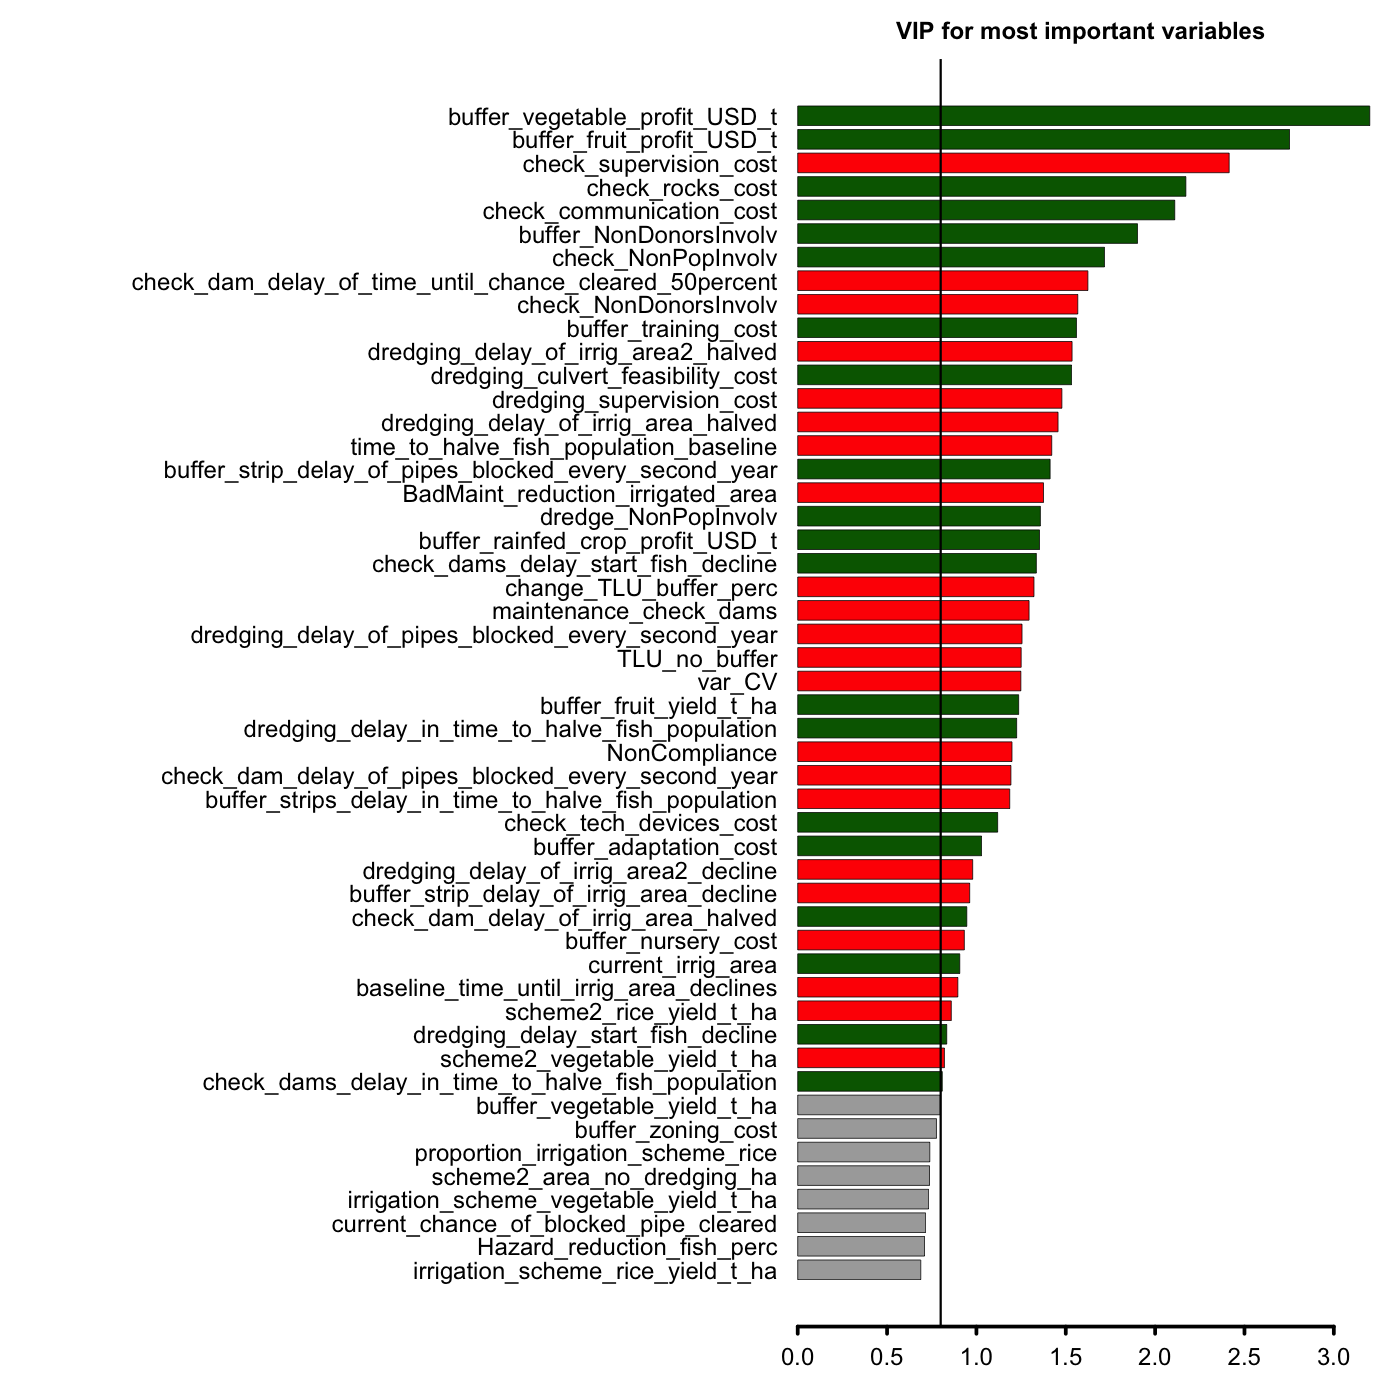 VIP for most important variables
buffer_vegetable_profit_USD_t
buffer_fruit_profit_USD_t
check_supervision_cost
check_rocks_cost
check_communication_cost
buffer_NonDonorsInvolv
check_NonPopInvolv
check_dam_delay_of_time_until_chance_cleared_50percent
check_NonDonorsInvolv
buffer_training_cost
dredging_delay_of_irrig_area2_halved
dredging_culvert_feasibility_cost
dredging_supervision_cost
dredging_delay_of_irrig_area_halved
time_to_halve_fish_population_baseline
buffer_strip_delay_of_pipes_blocked_every_second_year
BadMaint_reduction_irrigated_area
dredge_NonPopInvolv
buffer_rainfed_crop_profit_USD_t
check_dams_delay_start_fish_decline
change_TLU_buffer_perc
maintenance_check_dams
dredging_delay_of_pipes_blocked_every_second_year
TLU_no_buffer
var_CV
buffer_fruit_yield_t_ha
dredging_delay_in_time_to_halve_fish_population
NonCompliance
check_dam_delay_of_pipes_blocked_every_second_year
buffer_strips_delay_in_time_to_halve_fish_population
check_tech_devices_cost
buffer_adaptation_cost
dredging_delay_of_irrig_area2_decline
buffer_strip_delay_of_irrig_area_decline
check_dam_delay_of_irrig_area_halved
buffer_nursery_cost
current_irrig_area
baseline_time_until_irrig_area_declines
scheme2_rice_yield_t_ha
dredging_delay_start_fish_decline
scheme2_vegetable_yield_t_ha
check_dams_delay_in_time_to_halve_fish_population
buffer_vegetable_yield_t_ha
buffer_zoning_cost
proportion_irrigation_scheme_rice
scheme2_area_no_dredging_ha
irrigation_scheme_vegetable_yield_t_ha
current_chance_of_blocked_pipe_cleared
Hazard_reduction_fish_perc
irrigation_scheme_rice_yield_t_ha
0.0 0.5 1.0 1.5 2.0 2.5 3.0